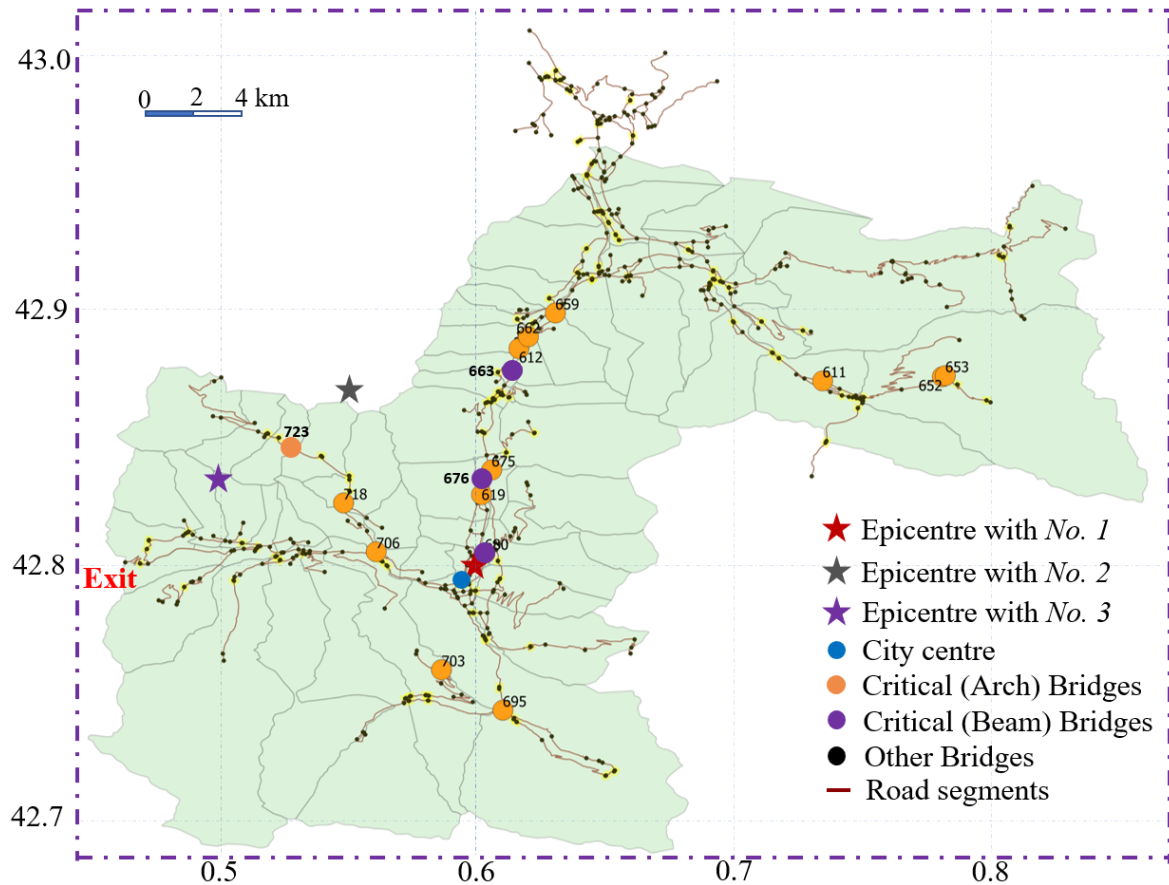 43.0
0 2 4 km
42.9
659
662
612
663
611
653
652
723
675
676
718
619
706
680
42.8
Exit
703
695
42.7
Epicentre with No. 1
Epicentre with No. 2
Epicentre with No. 3
City centre
Critical (Arch) Bridges
Critical (Beam) Bridges
Other Bridges
Road segments
0.5 0.6 0.7 0.8